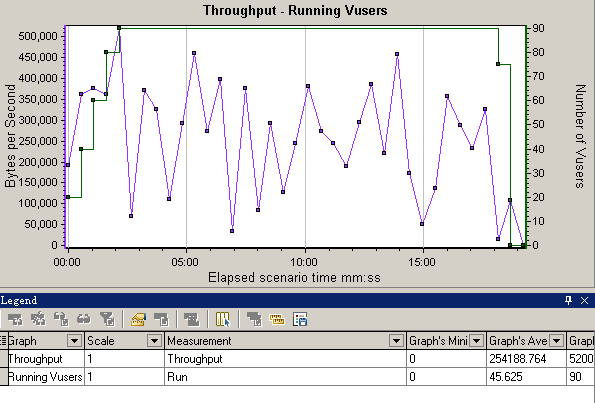 Throughput - Running Vusers
Bytes per Second
500,000
450,000
400,000
350,000
300,000
250,000
200,000
150,000
100,000
50,000
0
90
80
70
60
50
40
30
20
10
0
Number of Vusers
00:00 05:00 10:00 15:00
Elapsed scenario time mm:ss
Legend
Graph Scale Measurement Graph's Mini Graph's Ave Graph
Throughput 1 Throughput 0 254188.764 5200
Running Vusers 1 Run 0 45.625 90